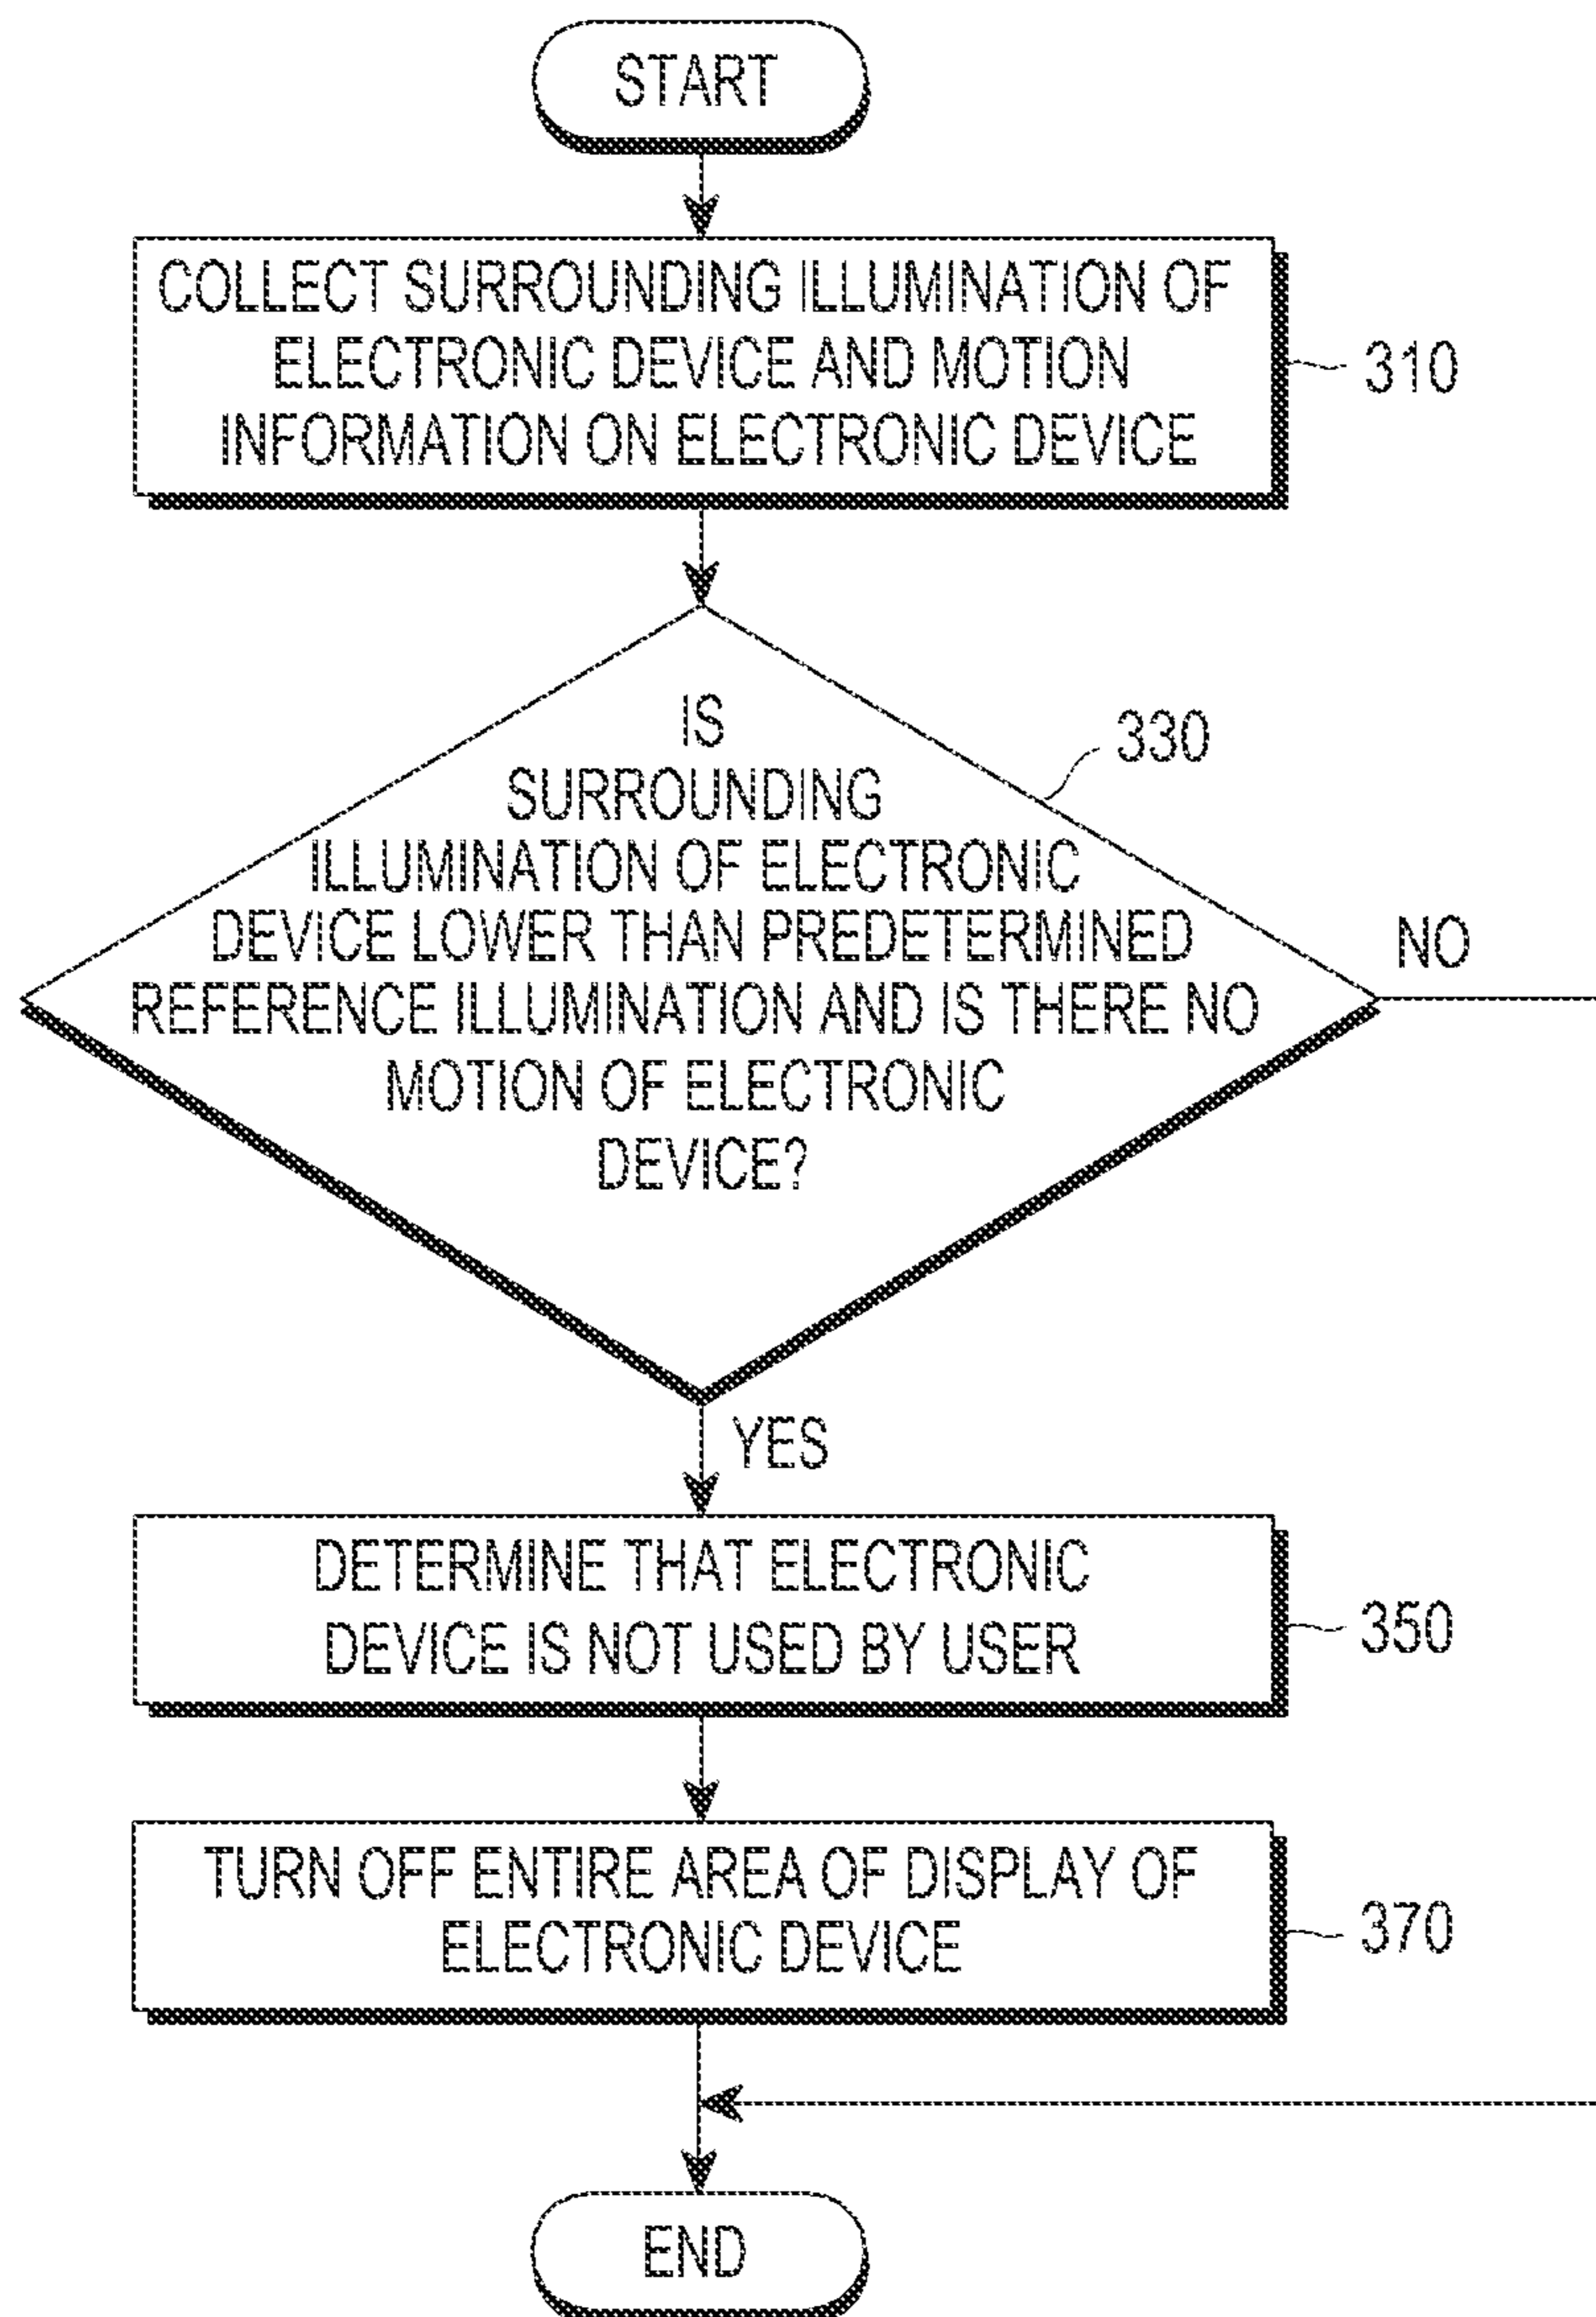 START
COLLECT SURROUNDING ILLUMINATION OF
ELECTRONIC DEVICE AND MOTION
INFORMATION ON ELECTRONIC DEVICE
310
IS
SURROUNDING
ILLUMINATION OF ELECTRONIC
DEVICE LOWER THAN PREDETERMINED
REFERENCE ILLUMINATION AND IS THERE NO
MOTION OF ELECTRONIC
DEVICE?
330
NO
YES
DETERMINE THAT ELECTRONIC
DEVICE IS NOT USED BY USER
350
TURN OFF ENTIRE AREA OF DISPLAY OF
ELECTRONIC DEVICE
370
END